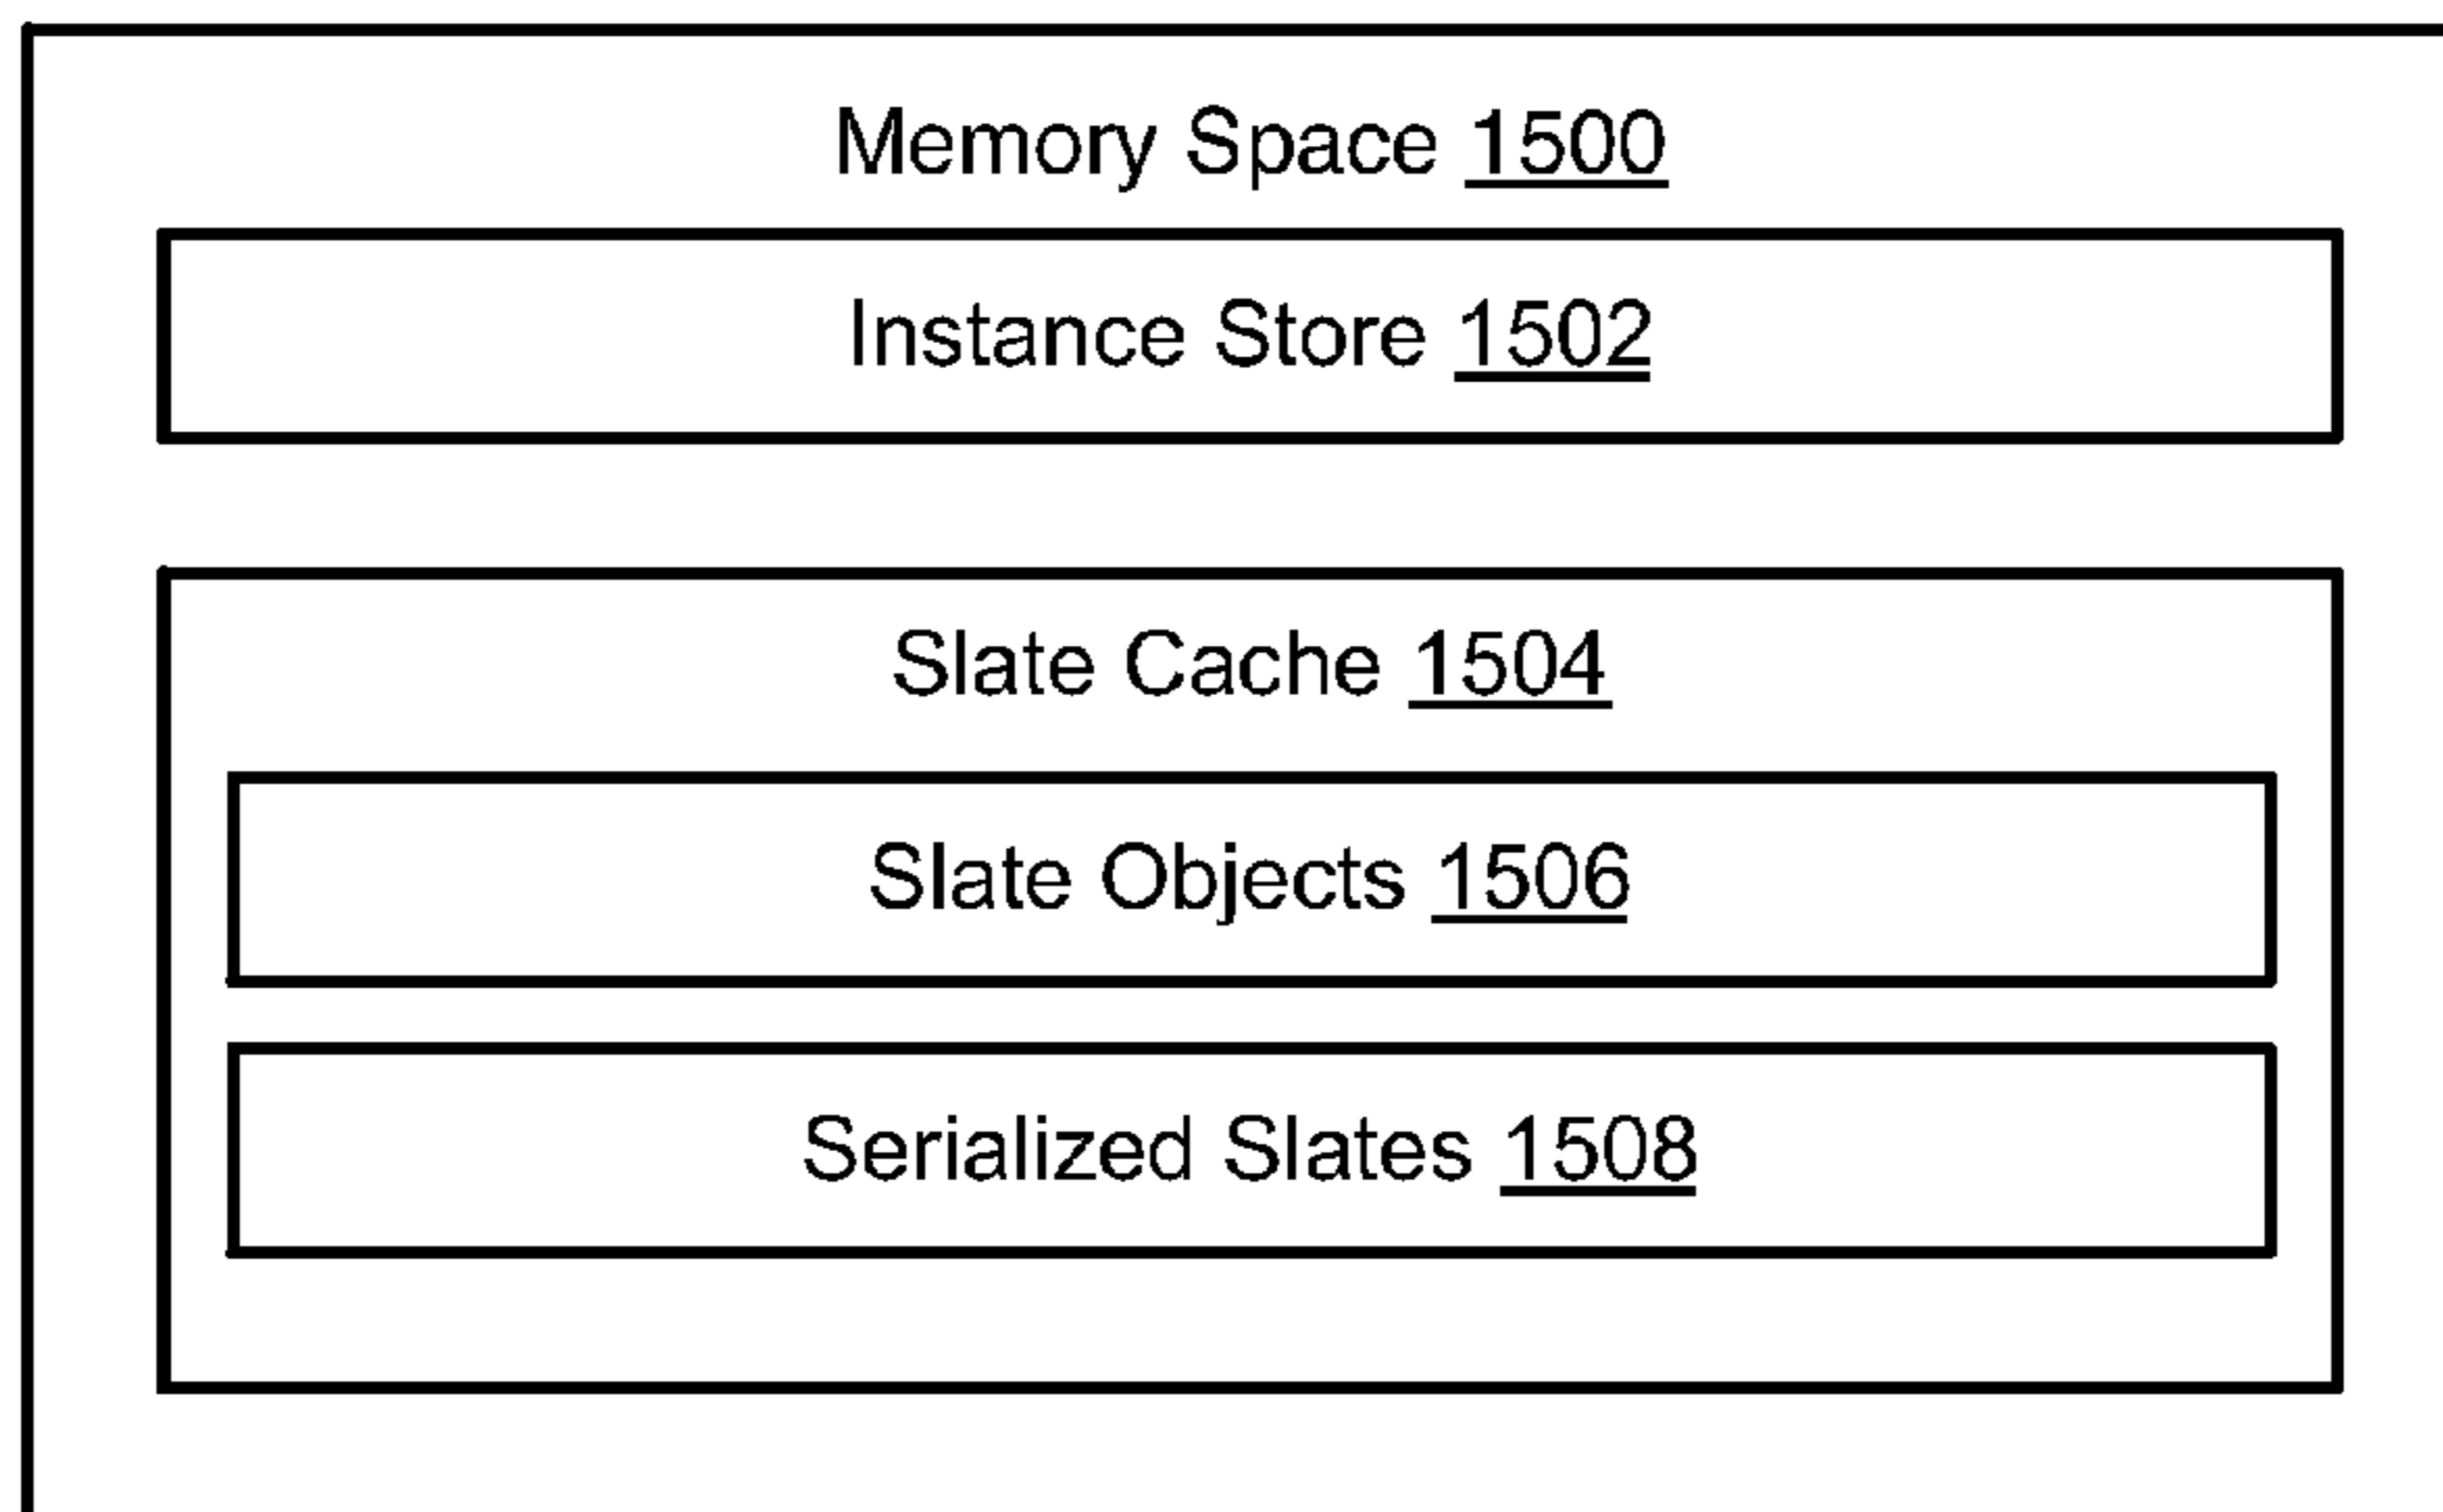 Memory Space 1500
Instance Store 1502
Slate Cache 1504
Slate Objects 1506
Serialized Slates 1508